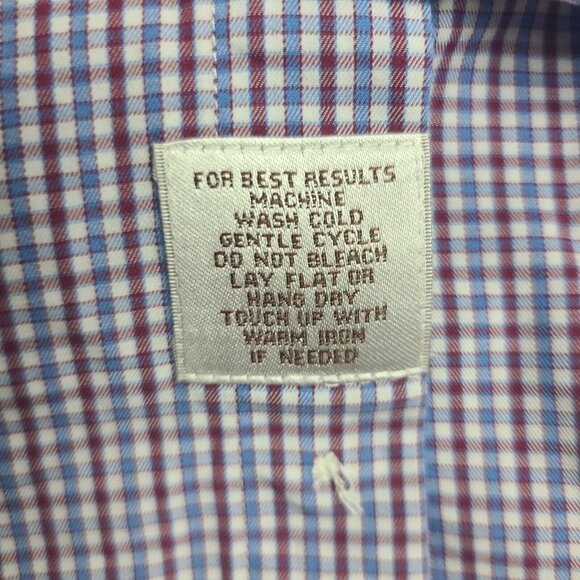 FOR BEST RESULTS
MACHINE
WASH COLD
GENTLE CYCLE
DO NOT BLEACH
LAY FLAT OR
HANG DRY
TOUCH UP WITH
WARM IRON
IF NEEDED